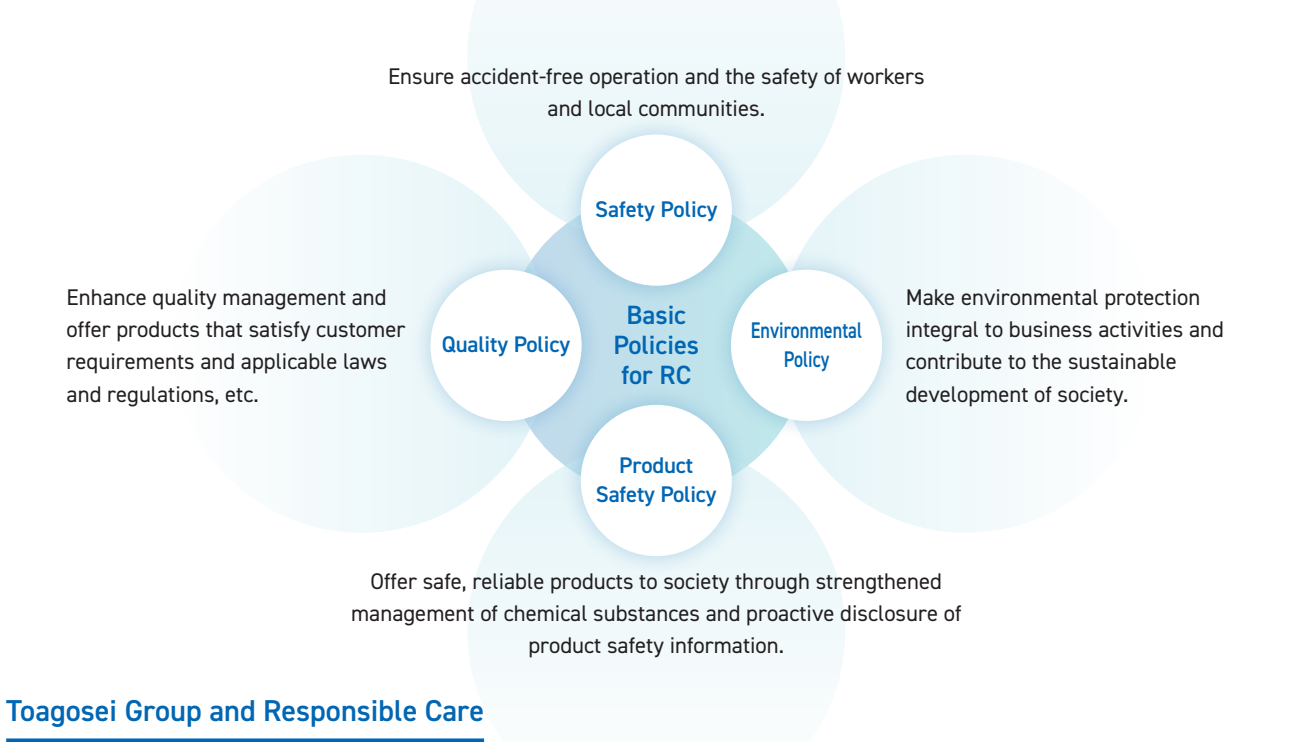 Ensure accident-free operation and the safety of workers
and local communities.
Safety Policy
Enhance quality management and
offer products that satisfy customer
requirements and applicable laws
and regulations, etc.
Quality Policy
Basic
Policies
for RC
Environmental
Policy
Make environmental protection
integral to business activities and
contribute to the sustainable
development of society.
Product
Safety Policy
Offer safe, reliable products to society through strengthened
management of chemical substances and proactive disclosure of
product safety information.
Toagosei Group and Responsible Care